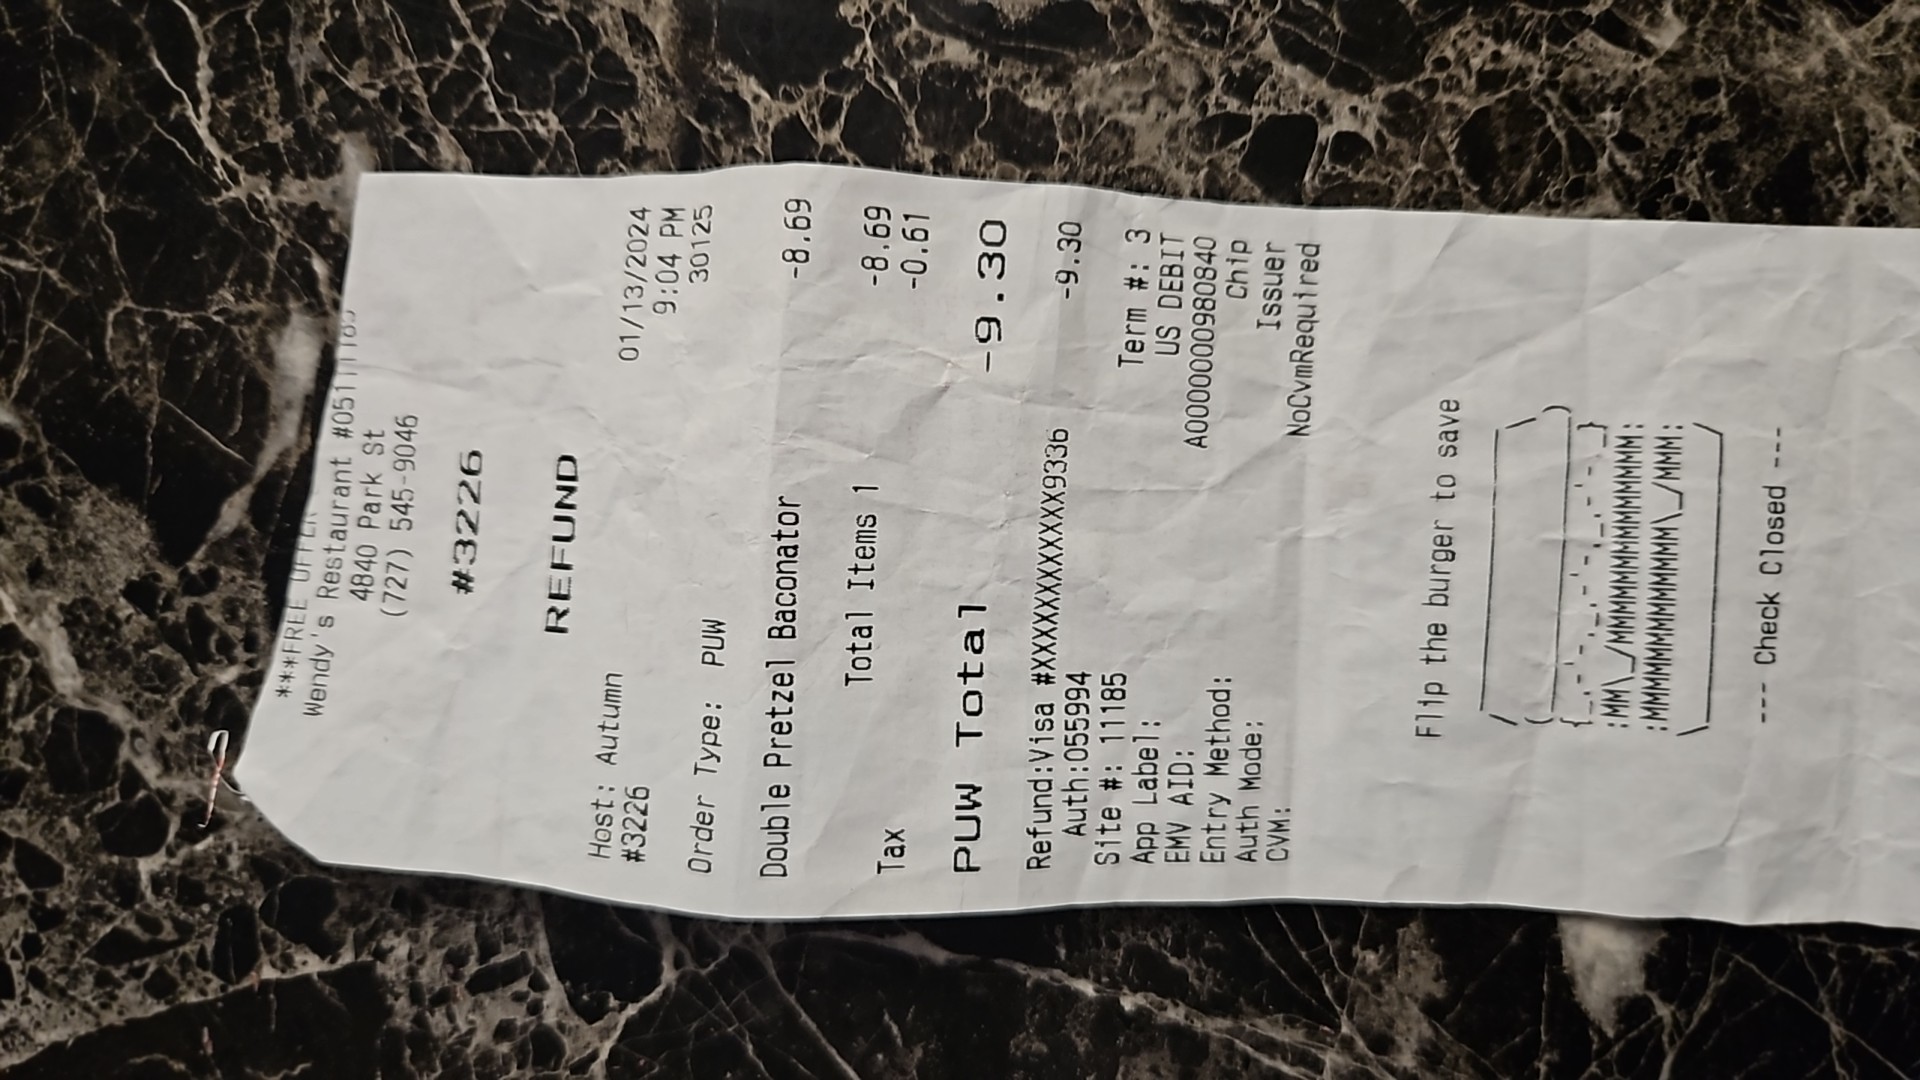 ***FREE OFFER
Wendy's Restaurant
4840 Park St
(727) 545-9046
#3226
REFUND
Host: Autumn 01/13/2024
#3226 9:04 PM
30125
Order Type: PUW
Double Pretzel Baconator -8.69
Total Items 1 -8.69
Tax -0.61
PUW Total -9.30
Refund:Visa #XXXXXXXXXXXX9336 -9.30
Auth:055994
Site #: 11185 Term #: 3
App Label: US DEBIT
EMV AID: A0000000980840
Entry Method: Chip
Auth Mode: Issuer
CVM: NoCvmRequired
Flip the burger to save
--- Check Closed ---